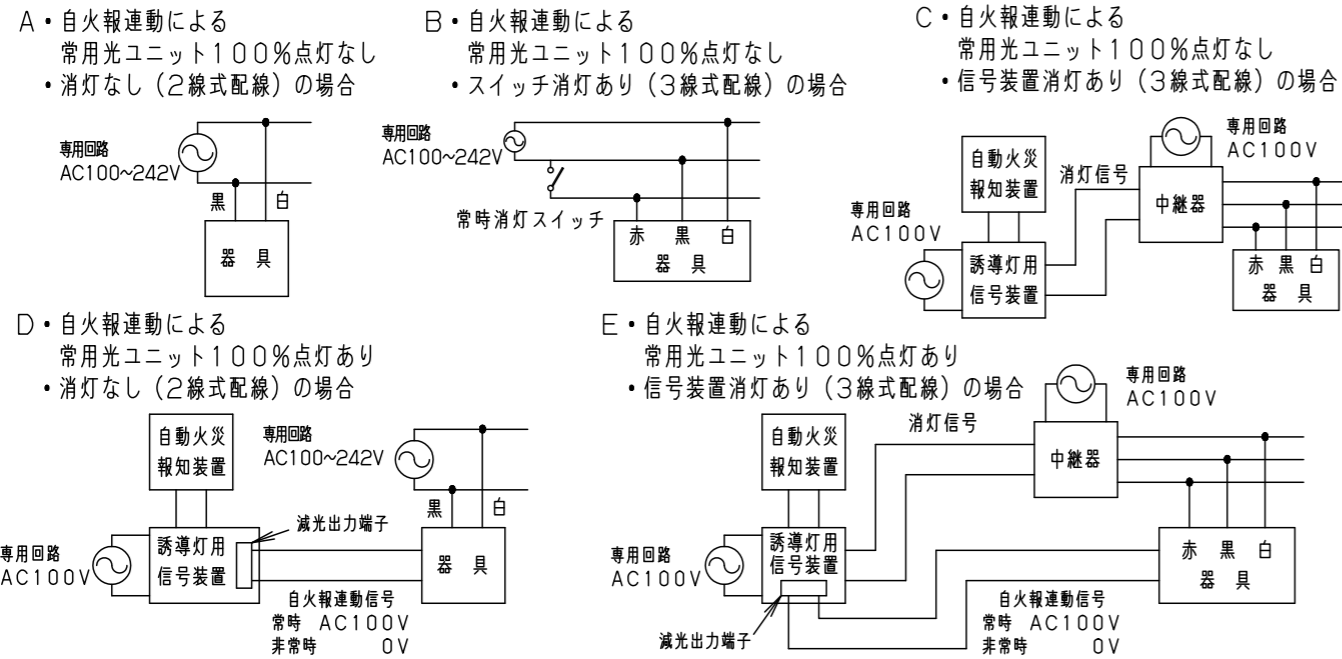 A・自火報連動による
常用光ユニット100%点灯なし
・消灯なし(2線式配線)の場合
専用回路
AC100~242V
黒 白
器 具
B・自火報連動による
常用光ユニット100%点灯なし
・スイッチ消灯あり(3線式配線)の場合
専用回路
AC100~242V
常時消灯スイッチ
赤 黒 白
器 具
C・自火報連動による
常用光ユニット100%点灯なし
・信号装置消灯あり(3線式配線)の場合
専用回路
AC100V
自動火災
報知装置
消灯信号
中継器
専用回路
AC100V
誘導灯用
信号装置
赤 黒 白
器 具
D・自火報連動による
常用光ユニット100%点灯あり
・消灯なし(2線式配線)の場合
自動火災
報知装置
専用回路
AC100~242V
黒 白
減光出力端子
専用回路
AC100V
誘導灯用
信号装置
器 具
自火報連動信号
常時 AC100V
非常時 0V
E・自火報連動による
常用光ユニット100%点灯あり
・信号装置消灯あり(3線式配線)の場合
専用回路
AC100V
消灯信号
自動火災
報知装置
中継器
専用回路
AC100V
誘導灯用
信号装置
赤 黒 白
器 具
減光出力端子
自火報連動信号
常時 AC100V
非常時 0V